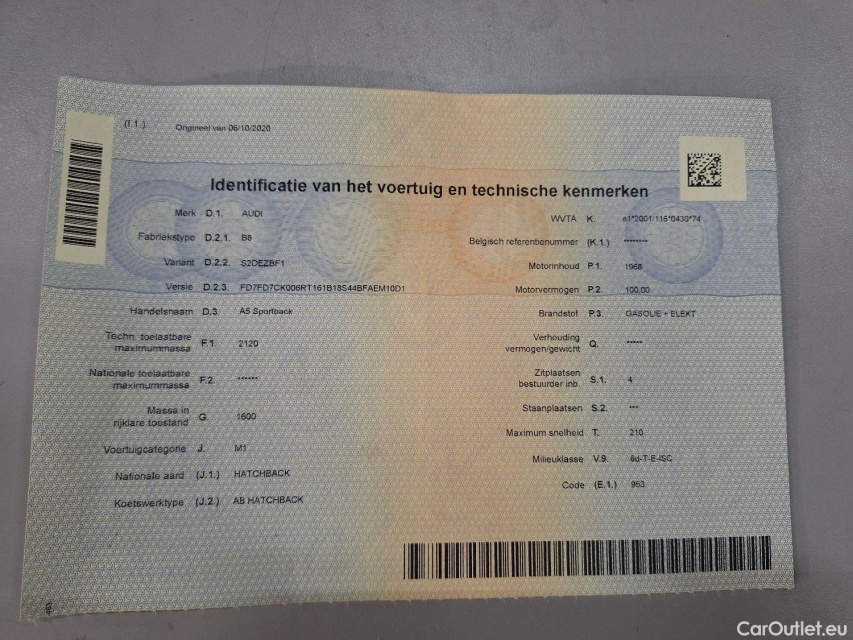 (I.1.) Origineel van 06/10/2020
Identificatie van het voertuig en technische kenmerken
Merk D.1. AUDI
Fabriekstype D.2.1. B8
Variant D.2.2. S2DEZBF1
Versie D.2.3. FD7FD7CK006RT161B18S44BFAEM10D1
Handelsnaam D.3. A5 Sportback
Techn. toelaatbare
maximummassa F.1. 2120
Nationale toelaatbare
maximummassa F.2. ******
Massa in
rijklare toestand G. 1600
Voertuigcategorie J. M1
Nationale aard (J.1.) HATCHBACK
Koetswerktype (J.2.) AB HATCHBACK
WVTA K. e1*2001/116*0430*74
Belgisch referentienummer (K.1.) ********
Motorinhoud P.1. 1968
Motorvermogen P.2. 100,00
Brandstof P.3. GASOLIE + ELEKT
Verhouding
vermogen/gewicht Q. *****
Zitplaatsen
bestuurder inb. S.1. 4
Staanplaatsen S.2. ***
Maximum snelheid T. 210
Milieuklasse V.9. 6d-T-E-ISC
Code (E.1.) 953
CarOutlet.eu